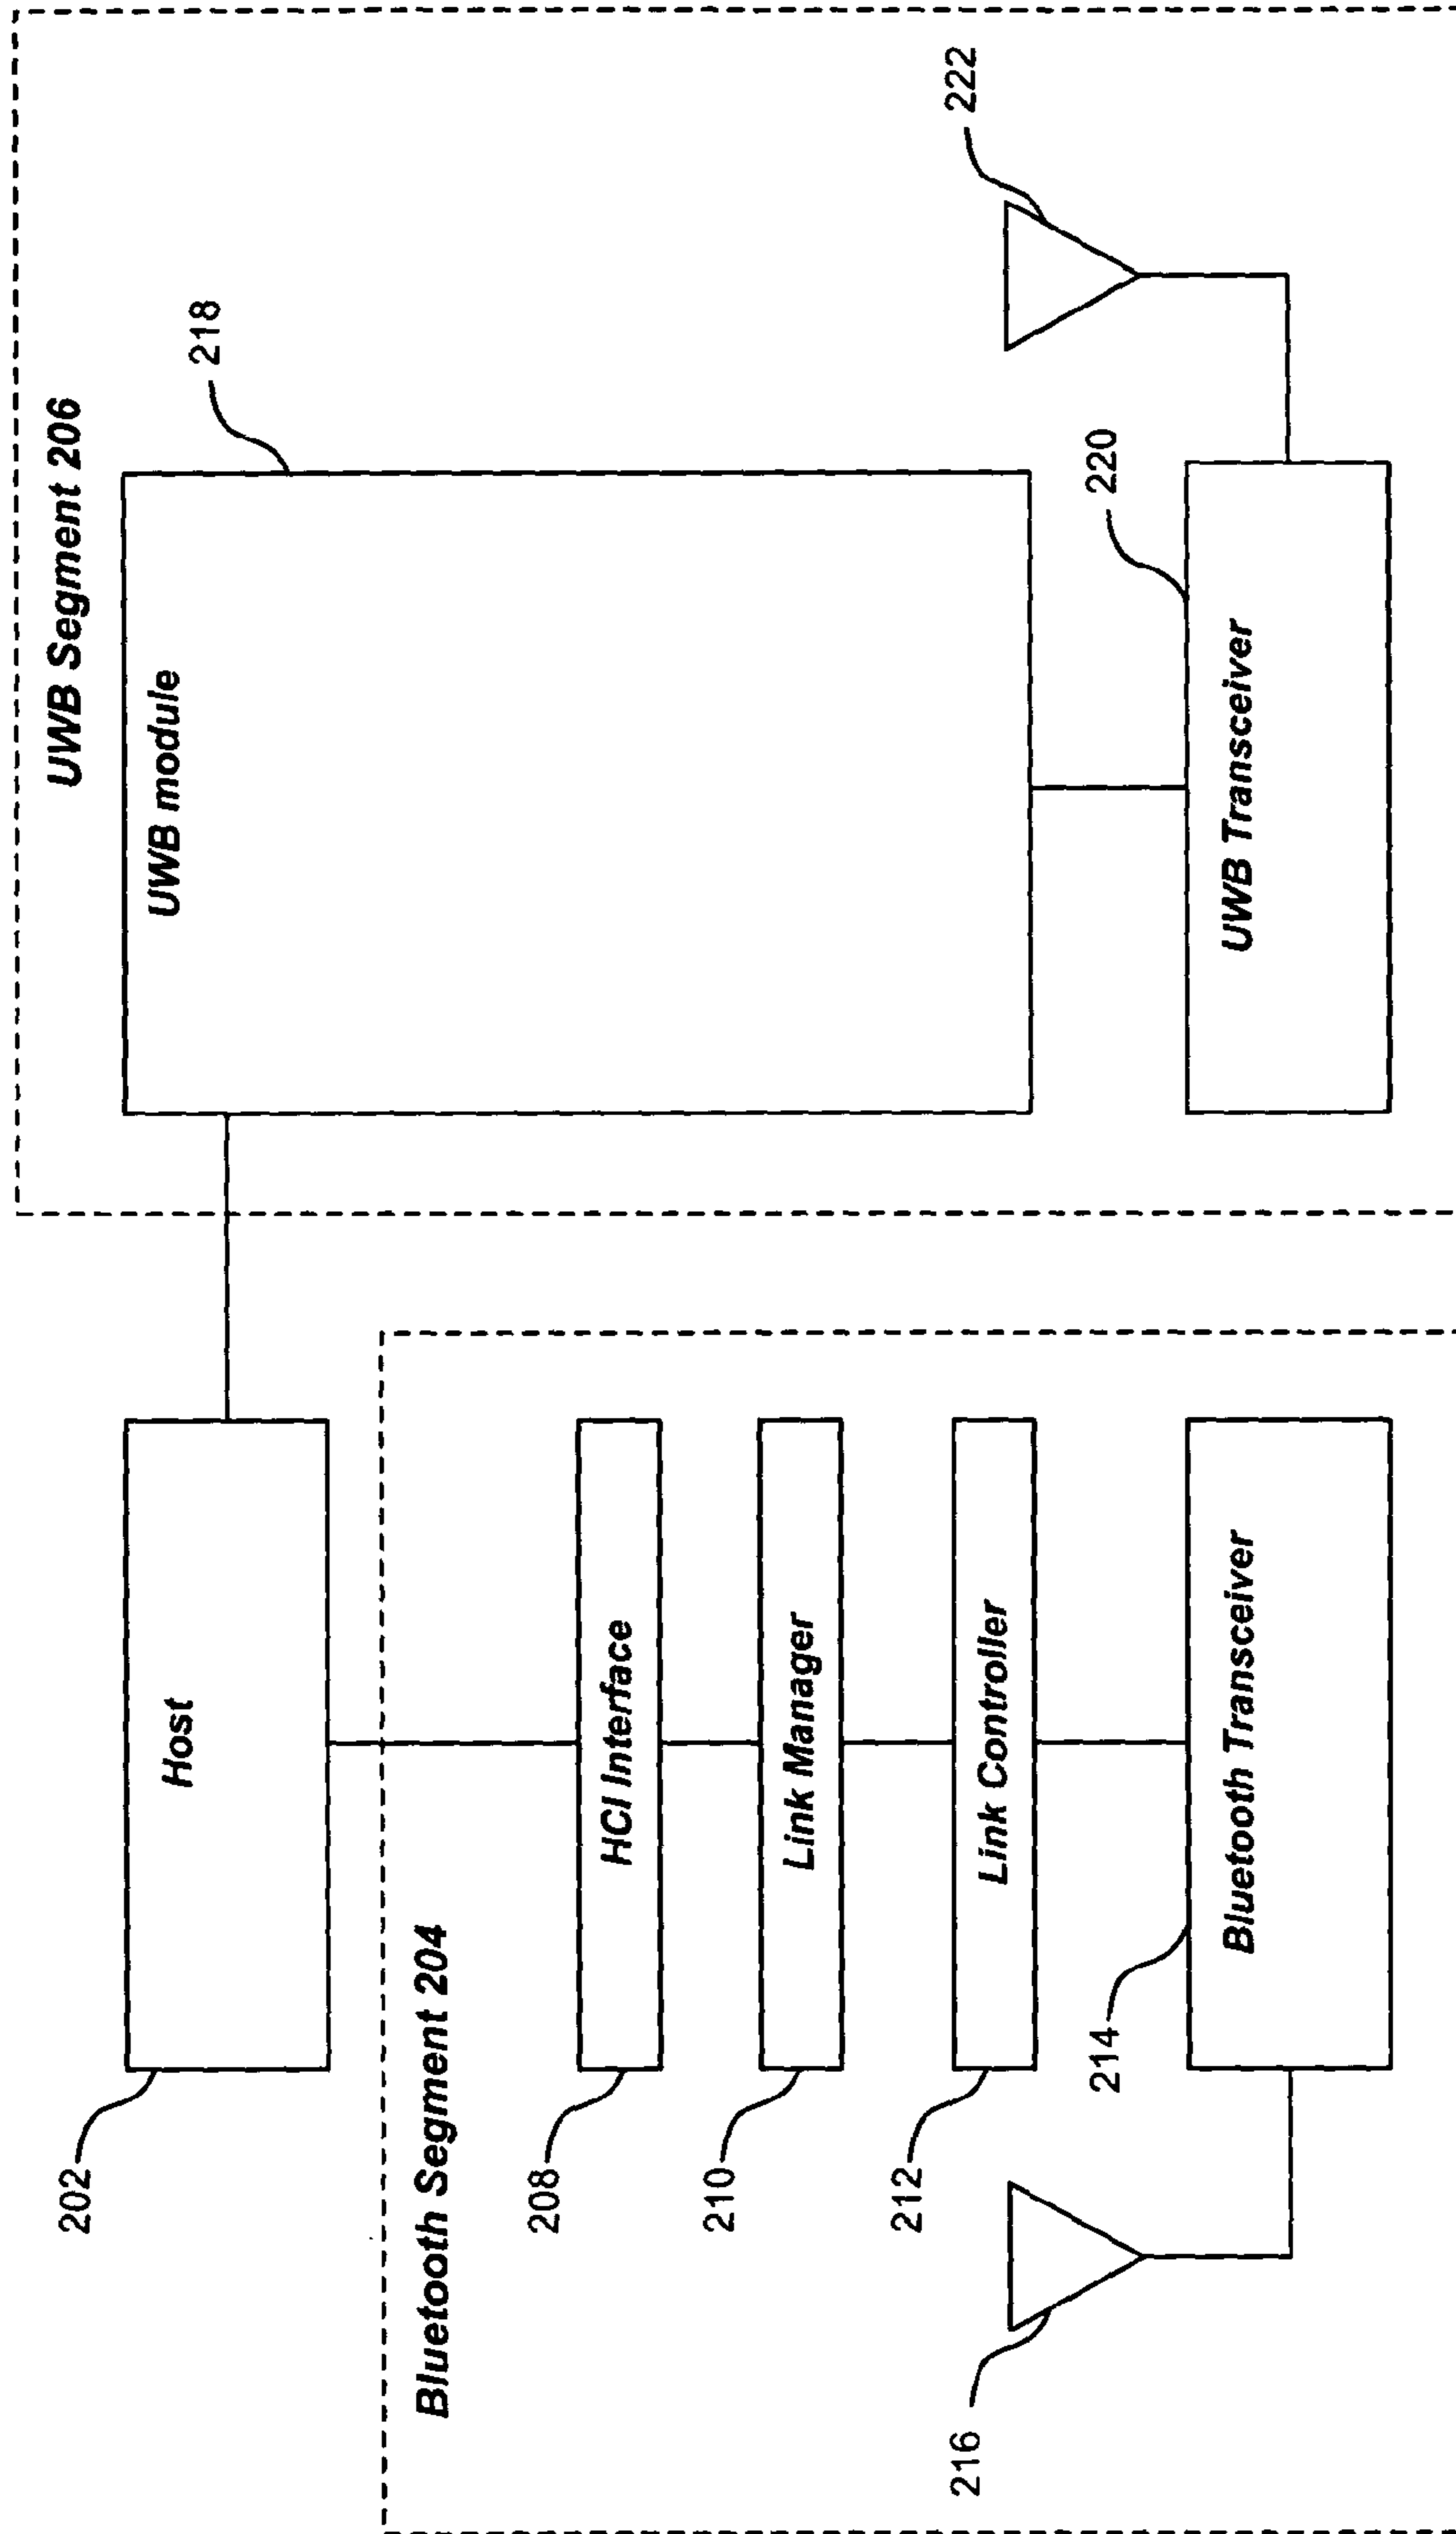 202
Host
UWB Segment 206
UWB module
218
Bluetooth Segment 204
208
HCI Interface
210
Link Manager
212
Link Controller
214
Bluetooth Transceiver
216
220
UWB Transceiver
222